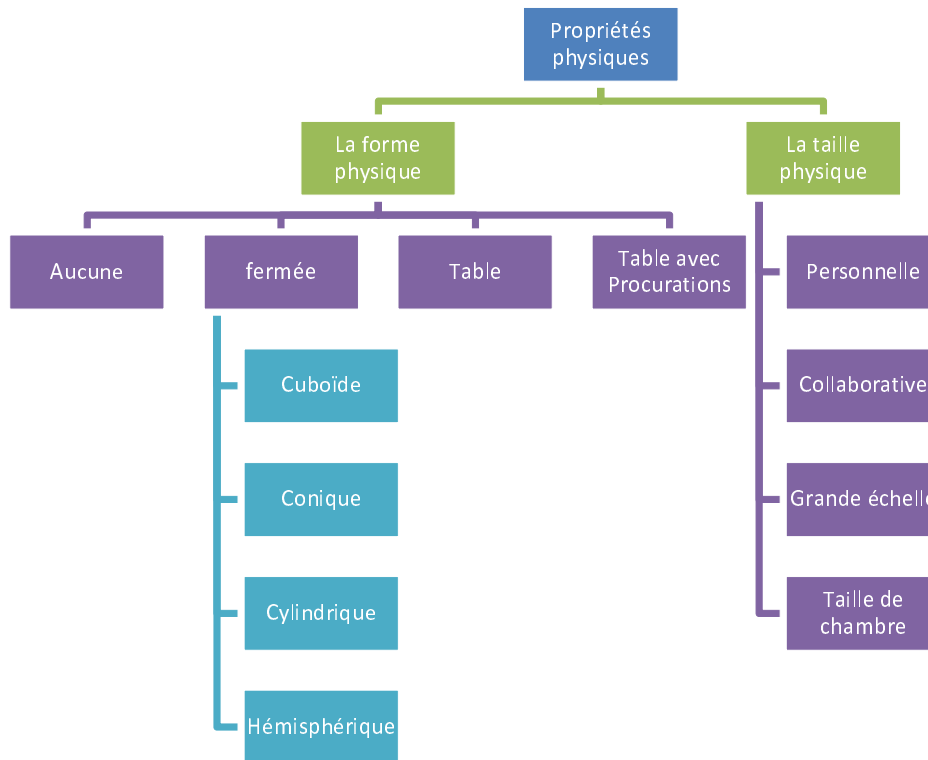 Propriétés
physiques
La forme
physique
La taille
physique
Aucune
fermée
Table
Table avec
Procurations
Personnelle
Cuboïde
Collaborative
Conique
Grande échelle
Cylindrique
Taille de
chambre
Hémisphérique